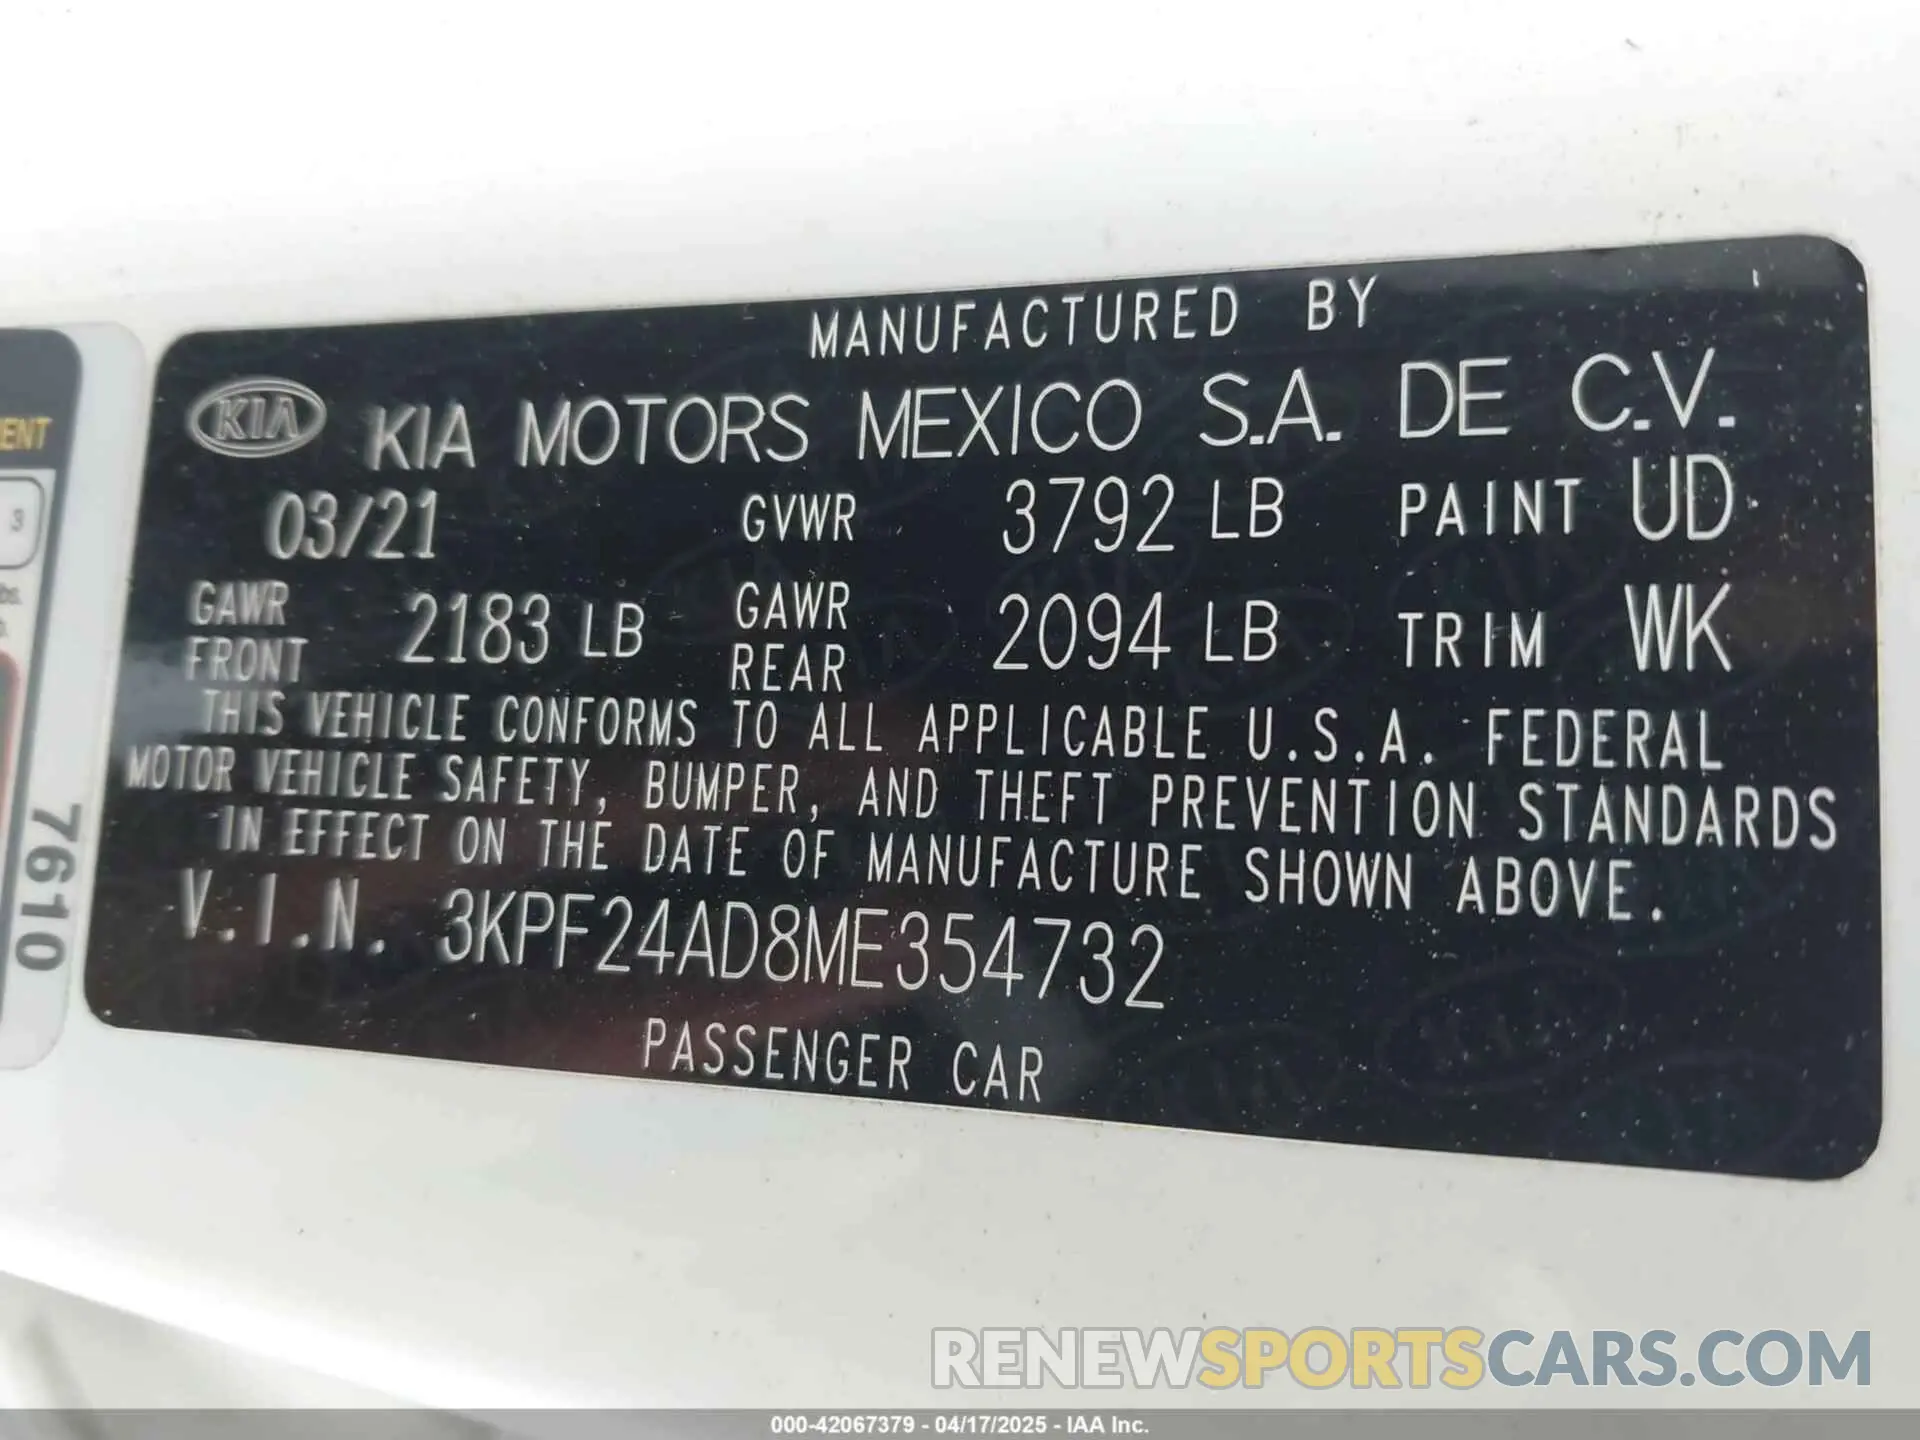 MANUFACTURED BY
KIA KIA MOTORS MEXICO S.A. DE C.V.
03/21 GVWR 3792 LB PAINT UD
GAWR FRONT 2183 LB GAWR REAR 2094 LB TRIM WK
THIS VEHICLE CONFORMS TO ALL APPLICABLE U.S.A. FEDERAL
MOTOR VEHICLE SAFETY, BUMPER, AND THEFT PREVENTION STANDARDS
IN EFFECT ON THE DATE OF MANUFACTURE SHOWN ABOVE.
V.I.N. 3KPF24AD8ME354732
PASSENGER CAR
3
7610
RENEWSPORTSCARS.COM
000-42067379 - 04/17/2025 - IAA Inc.